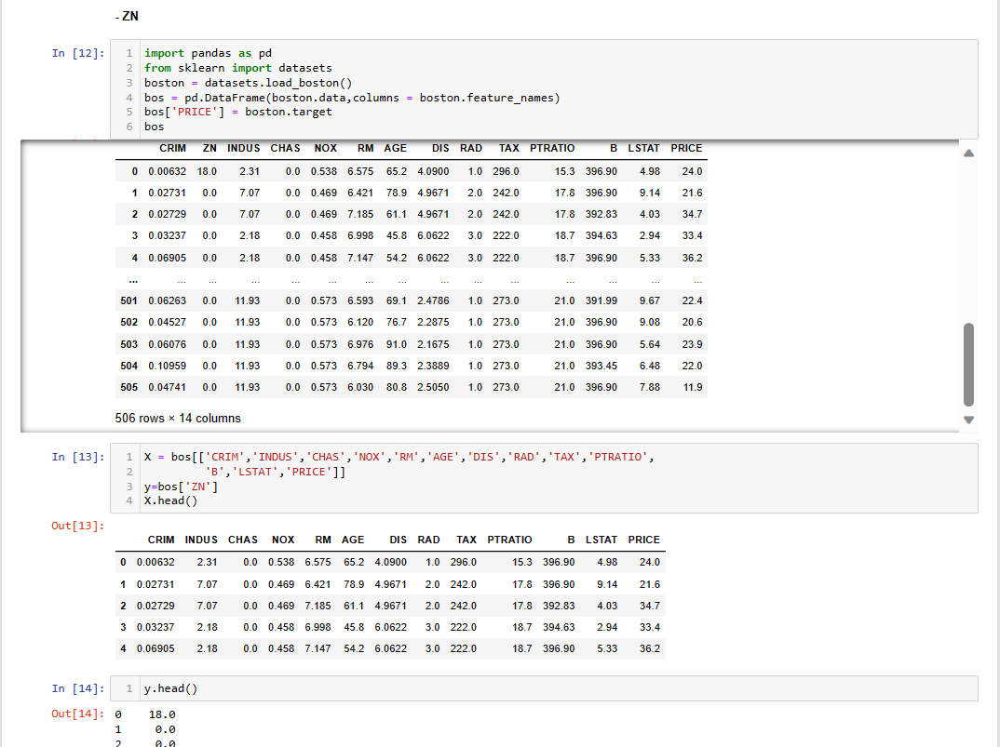 - ZN
In [12]:
1 import pandas as pd
2 from sklearn import datasets
3 boston = datasets.load_boston()
4 bos = pd.DataFrame(boston.data,columns = boston.feature_names)
5 bos['PRICE'] = boston.target
6 bos
CRIM ZN INDUS CHAS NOX RM AGE DIS RAD TAX PTRATIO B LSTAT PRICE
0 0.00632 18.0 2.31 0.0 0.538 6.575 65.2 4.0900 1.0 296.0 15.3 396.90 4.98 24.0
1 0.02731 0.0 7.07 0.0 0.469 6.421 78.9 4.9671 2.0 242.0 17.8 396.90 9.14 21.6
2 0.02729 0.0 7.07 0.0 0.469 7.185 61.1 4.9671 2.0 242.0 17.8 392.83 4.03 34.7
3 0.03237 0.0 2.18 0.0 0.458 6.998 45.8 6.0622 3.0 222.0 18.7 394.63 2.94 33.4
4 0.06905 0.0 2.18 0.0 0.458 7.147 54.2 6.0622 3.0 222.0 18.7 396.90 5.33 36.2
... ... ... ... ... ... ... ... ... ... ... ... ... ... ...
501 0.06263 0.0 11.93 0.0 0.573 6.593 69.1 2.4786 1.0 273.0 21.0 391.99 9.67 22.4
502 0.04527 0.0 11.93 0.0 0.573 6.120 76.7 2.2875 1.0 273.0 21.0 396.90 9.08 20.6
503 0.06076 0.0 11.93 0.0 0.573 6.976 91.0 2.1675 1.0 273.0 21.0 396.90 5.64 23.9
504 0.10959 0.0 11.93 0.0 0.573 6.794 89.3 2.3889 1.0 273.0 21.0 393.45 6.48 22.0
505 0.04741 0.0 11.93 0.0 0.573 6.030 80.8 2.5050 1.0 273.0 21.0 396.90 7.88 11.9
506 rows × 14 columns
In [13]:
1 X = bos[['CRIM','INDUS','CHAS','NOX','RM','AGE','DIS','RAD','TAX','PTRATIO',
2 'B','LSTAT','PRICE']]
3 y=bos['ZN']
4 X.head()
Out[13]:
CRIM INDUS CHAS NOX RM AGE DIS RAD TAX PTRATIO B LSTAT PRICE
0 0.00632 2.31 0.0 0.538 6.575 65.2 4.0900 1.0 296.0 15.3 396.90 4.98 24.0
1 0.02731 7.07 0.0 0.469 6.421 78.9 4.9671 2.0 242.0 17.8 396.90 9.14 21.6
2 0.02729 7.07 0.0 0.469 7.185 61.1 4.9671 2.0 242.0 17.8 392.83 4.03 34.7
3 0.03237 2.18 0.0 0.458 6.998 45.8 6.0622 3.0 222.0 18.7 394.63 2.94 33.4
4 0.06905 2.18 0.0 0.458 7.147 54.2 6.0622 3.0 222.0 18.7 396.90 5.33 36.2
In [14]:
1 y.head()
Out[14]:
0 18.0
1 0.0
2 0.0